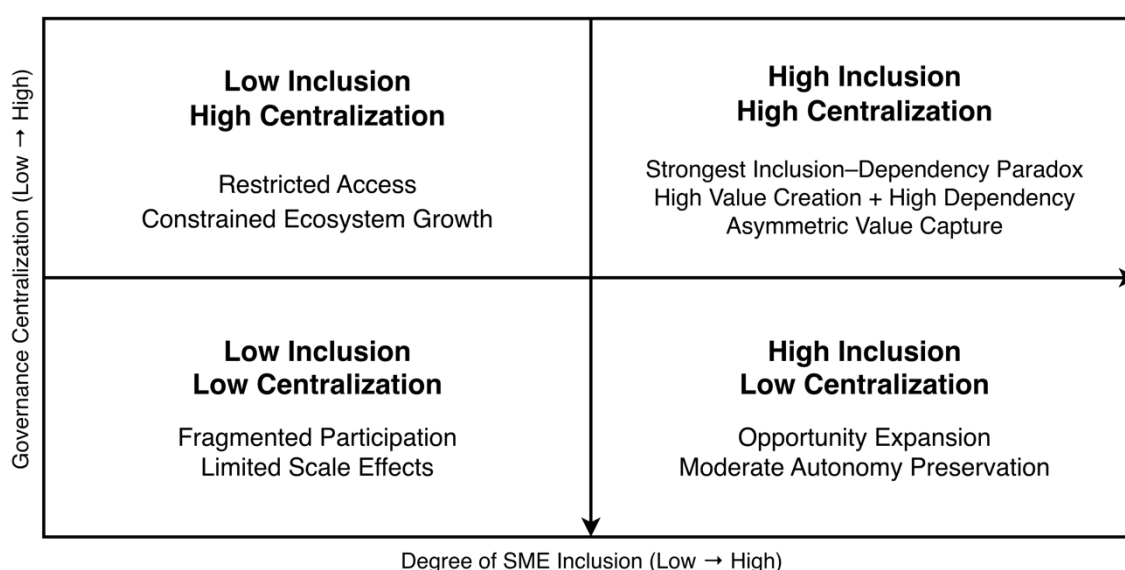 Governance Centralization (Low → High)
Low Inclusion
High Centralization
Restricted Access
Constrained Ecosystem Growth
High Inclusion
High Centralization
Strongest Inclusion–Dependency Paradox
High Value Creation + High Dependency
Asymmetric Value Capture
Low Inclusion
Low Centralization
Fragmented Participation
Limited Scale Effects
High Inclusion
Low Centralization
Opportunity Expansion
Moderate Autonomy Preservation
Degree of SME Inclusion (Low → High)